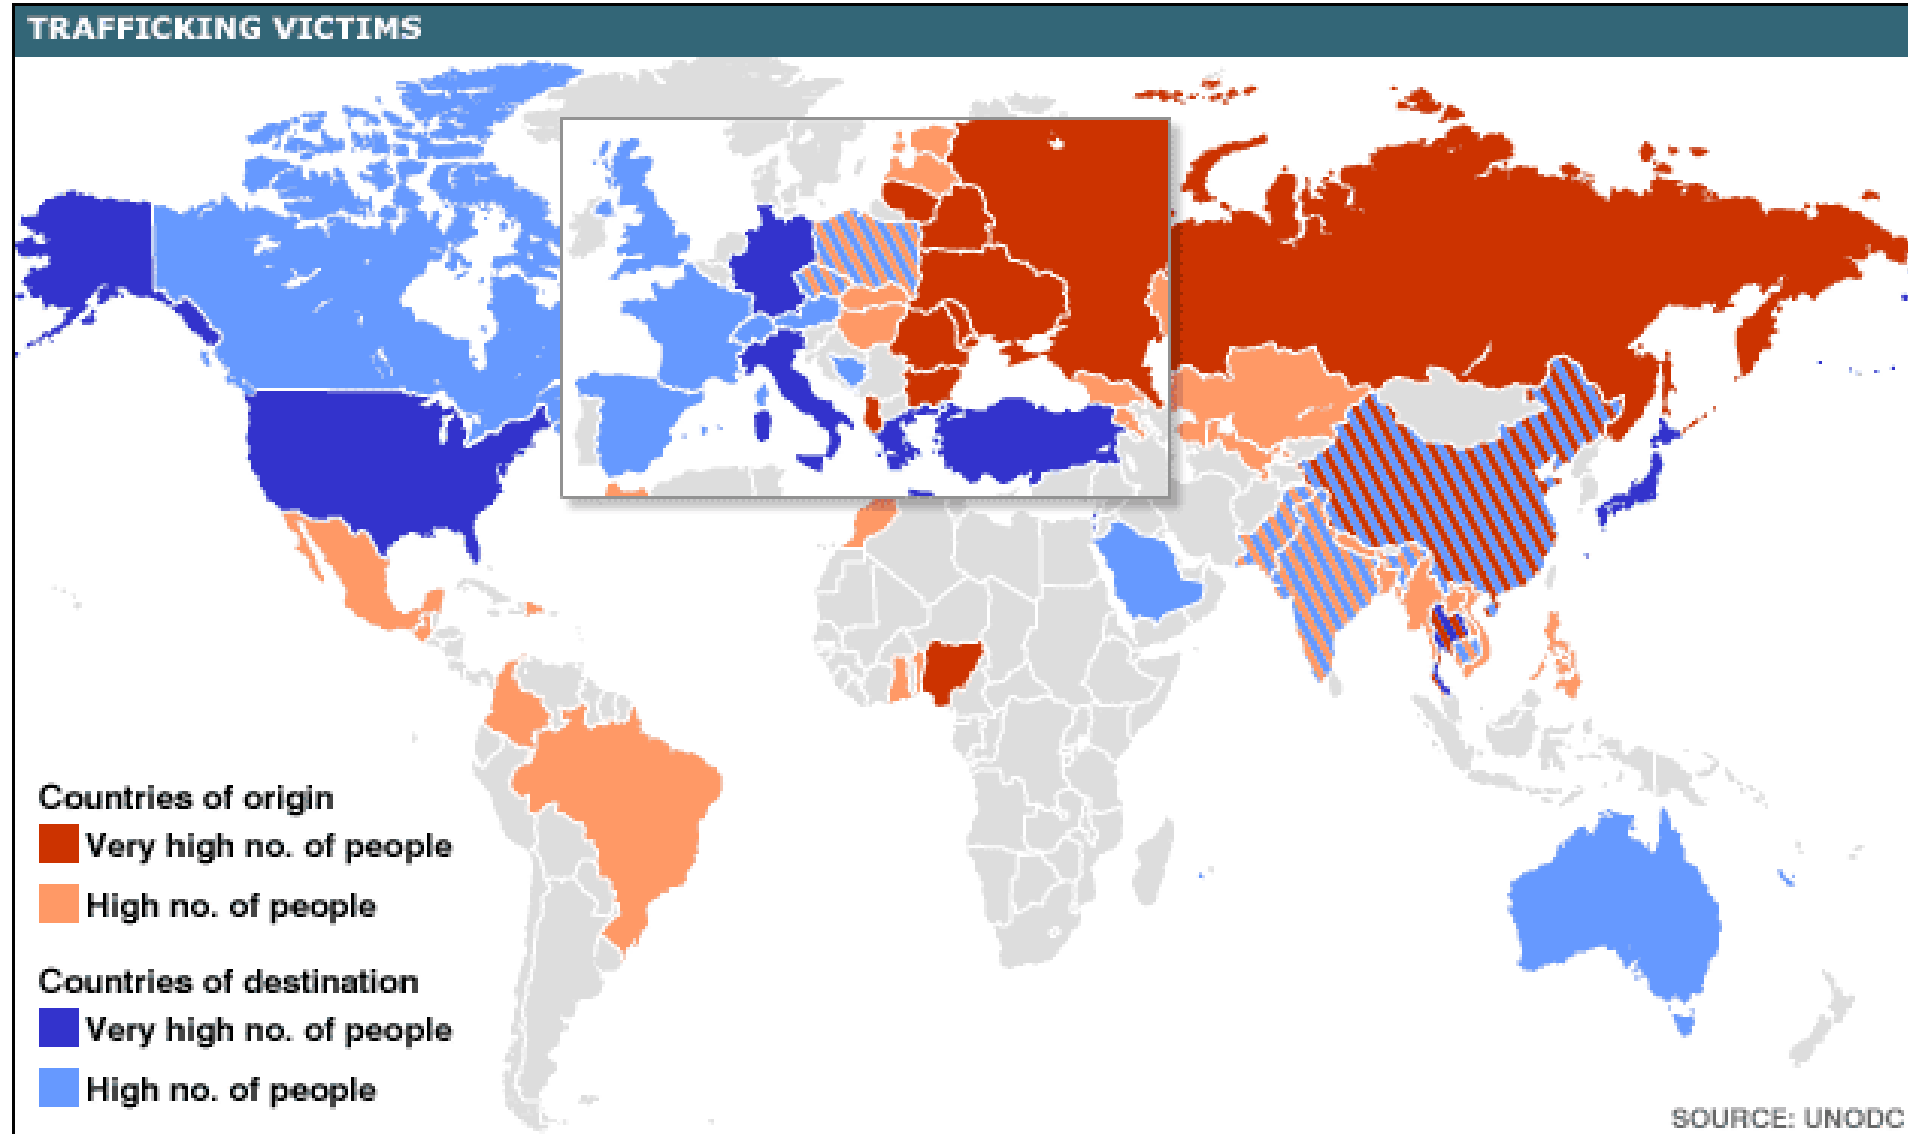 TRAFFICKING VICTIMS
Countries of origin
Very high no. of people
High no. of people
Countries of destination
Very high no. of people
High no. of people
SOURCE: UNODC